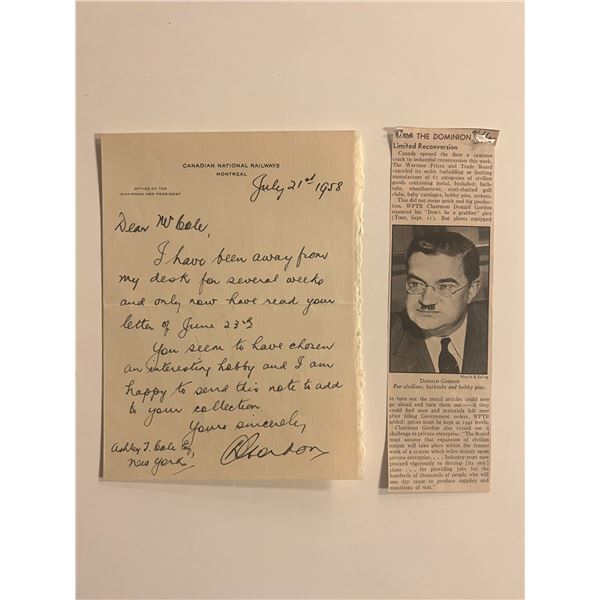 CANADIAN NATIONAL RAILWAYS
MONTREAL
OFFICE OF THE
CHAIRMAN AND PRESIDENT
July 21st 1958
Dear Mr Cole,
I have been away from
my desk for several weeks
and only now have read your
letter of June 23rd
You seem to have chosen
an interesting hobby and I am
happy to send this note to add
to your collection
Yours sincerely
DGordon
Ashley T. Cole Esq,
New York.
THE DOMINION
Limited Reconversion
Canada opened the door a cautious
crack to industrial reconversion this week.
The Wartime Prices and Trade Board
canceled its order forbidding or limiting
manufacture of 67 categories of civilian
goods containing metal. Included: bath-
tubs, wheelbarrows, steel-shafted golf
clubs, baby carriages, bobby pins, stokers.
This did not mean quick and big produc-
tion. WPTB Chairman Donald Gordon
repeated his "Don't be a grabber" plea
(TIME, Sept. 11). But plants equipped
Harris & Ewing
DONALD GORDON
For civilians, bathtubs and bobby pins.
to turn out the metal articles could now
go ahead and turn them out—if they
could find men and materials left over
after filling Government orders. WPTB
added: prices must be kept at 1941 levels.
Chairman Gordon also tossed out a
challenge to private enterprise: "The Board
must assume that expansion of civilian
output will take place within the frame-
work of a system which relies mainly upon
private enterprise. . . . Industry must now
proceed vigorously to develop [its own]
plans . . . for providing jobs for the
hundreds of thousands of people who will
one day cease to produce supplies and
munitions of war."